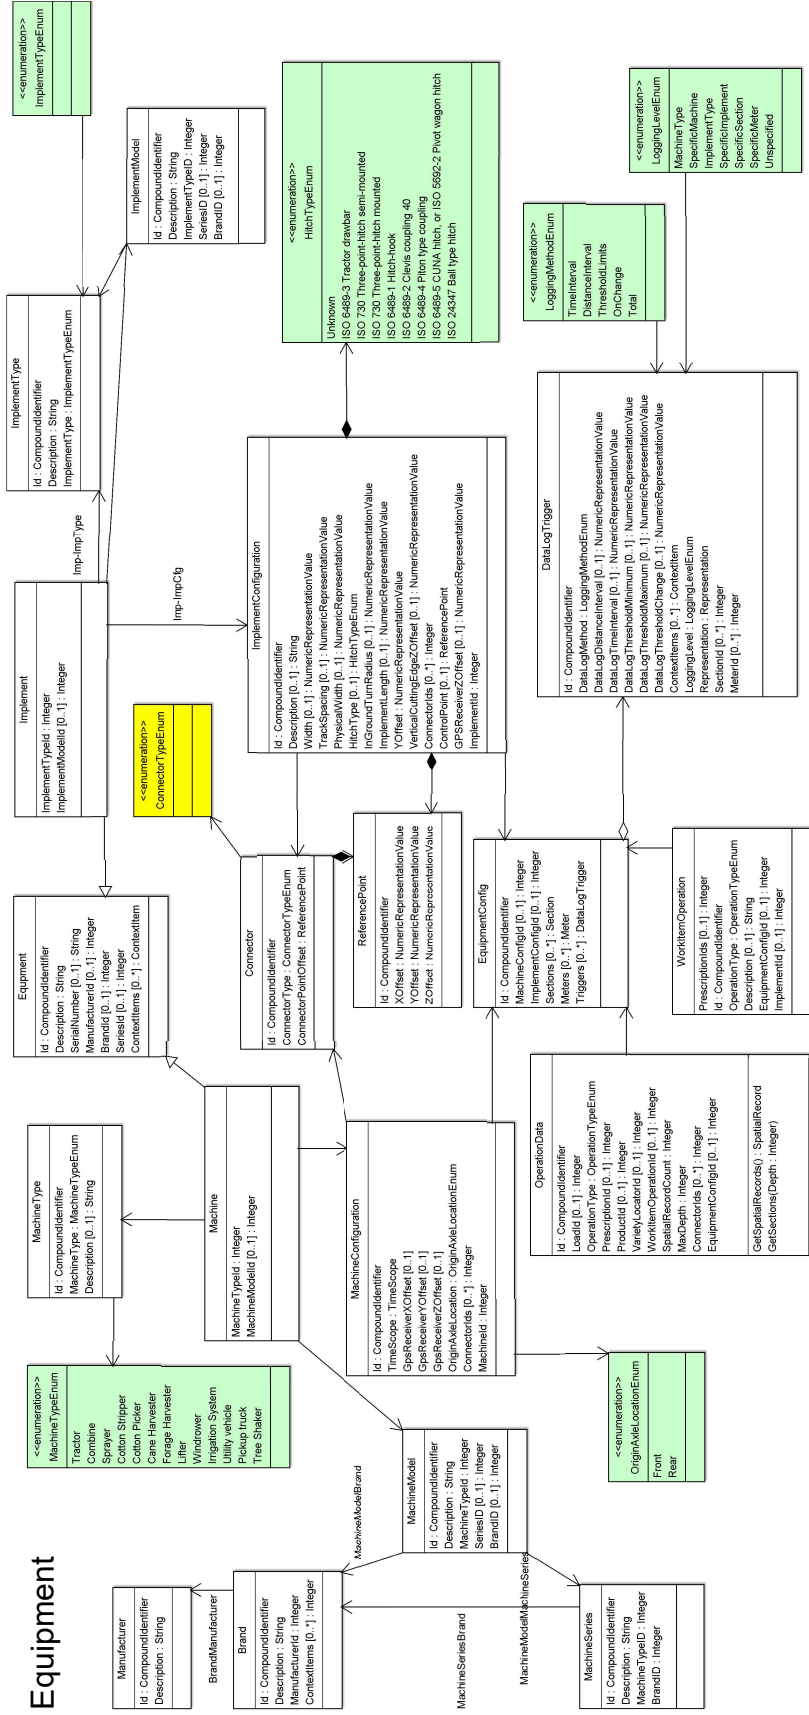 Equipment
Manufacturer
Id : CompoundIdentifier
Description : String
BrandManufacturer
Brand
Id : CompoundIdentifier
Description : String
ManufacturerId : Integer
ContextItems [0..*] : Integer
MachineModelBrand
MachineSeriesBrand
MachineModelMachineSeries
MachineModel
Id : CompoundIdentifier
Description : String
MachineTypeId : Integer
SeriesID [0..1] : Integer
BrandID [0..1] : Integer
MachineSeries
Id : CompoundIdentifier
Description : String
MachineTypeID : Integer
BrandID : Integer
<<enumeration>>
MachineTypeEnum
Tractor
Combine
Sprayer
Cotton Stripper
Cotton Picker
Cane Harvester
Forage Harvester
Lifter
Windrower
Irrigation System
Utility vehicle
Pickup truck
Tree Shaker
<<enumeration>>
OriginAxleLocationEnum
Front
Rear
MachineType
Id : CompoundIdentifier
MachineType : MachineTypeEnum
Description [0..1] : String
Machine
MachineTypeId : Integer
MachineModelId [0..1] : Integer
MachineConfiguration
Id : CompoundIdentifier
TimeScope : TimeScope
GpsReceiverXOffset [0..1]
GpsReceiverYOffset [0..1]
GpsReceiverZOffset [0..1]
OriginAxleLocation : OriginAxleLocationEnum
ConnectorIds [0..*] : Integer
MachineId : Integer
OperationData
Id : CompoundIdentifier
LoadId [0..1] : Integer
OperationType : OperationTypeEnum
PrescriptionId [0..1] : Integer
ProductId [0..1] : Integer
VarietyLocatorId [0..1] : Integer
WorkItemOperationId [0..1] : Integer
SpatialRecordCount : Integer
MaxDepth : Integer
ConnectorIds [0..*] : Integer
EquipmentConfigId [0..1] : Integer
GetSpatialRecords() : SpatialRecord
GetSections(Depth : Integer)
Equipment
Id : CompoundIdentifier
Description : String
SerialNumber [0..1] : String
ManufacturerId [0..1] : Integer
BrandId [0..1] : Integer
SeriesId [0..1] : Integer
ContextItems [0..*] : ContextItem
Connector
Id : CompoundIdentifier
ConnectorType : ConnectorTypeEnum
ConnectorPointOffset : ReferencePoint
ReferencePoint
Id : CompoundIdentifier
XOffset : NumericRepresentationValue
YOffset : NumericRepresentationValue
ZOffset : NumericRepresentationValue
EquipmentConfig
Id : CompoundIdentifier
MachineConfigId [0..1] : Integer
ImplementConfigId [0..1] : Integer
Sections [0..*] : Section
Meters [0..*] : Meter
Triggers [0..*] : DataLogTrigger
WorkItemOperation
PrescriptionIds [0..1] : Integer
Id : CompoundIdentifier
OperationType : OperationTypeEnum
Description [0..1] : String
EquipmentConfigId [0..1] : Integer
ImplementId [0..1] : Integer
Implement
ImplementTypeId : Integer
ImplementModelId [0..1] : Integer
<<enumeration>>
ConnectorTypeEnum
Imp-ImpType
Imp-ImpCfg
ImplementConfiguration
Id : CompoundIdentifier
Description [0..1] : String
Width [0..1] : NumericRepresentationValue
TrackSpacing [0..1] : NumericRepresentationValue
PhysicalWidth [0..1] : NumericRepresentationValue
HitchType [0..1] : HitchTypeEnum
InGroundTurnRadius [0..1] : NumericRepresentationValue
ImplementLength [0..1] : NumericRepresentationValue
YOffset : NumericRepresentationValue
VerticalCuttingEdgeZOffset [0..1] : NumericRepresentationValue
ConnectorIds [0..*] : Integer
ControlPoint [0..1] : ReferencePoint
GPSReceiverZOffset [0..1] : NumericRepresentationValue
ImplementId : Integer
DataLogTrigger
Id : CompoundIdentifier
DataLogMethod : LoggingMethodEnum
DataLogDistanceInterval [0..1] : NumericRepresentationValue
DataLogTimeInterval [0..1] : NumericRepresentationValue
DataLogThresholdMinimum [0..1] : NumericRepresentationValue
DataLogThresholdMaximum [0..1] : NumericRepresentationValue
DataLogThresholdChange [0..1] : NumericRepresentationValue
ContextItems [0..*] : ContextItem
LoggingLevel : LoggingLevelEnum
Representation : Representation
SectionId [0..*] : Integer
MeterId [0..*] : Integer
ImplementType
Id : CompoundIdentifier
Description : String
ImplementType : ImplementTypeEnum
<<enumeration>>
ImplementTypeEnum
ImplementModel
Id : CompoundIdentifier
Description : String
ImplementTypeID : Integer
SeriesID [0..1] : Integer
BrandID [0..1] : Integer
<<enumeration>>
HitchTypeEnum
Unknown
ISO 6489-3 Tractor drawbar
ISO 730 Three-point-hitch semi-mounted
ISO 730 Three-point-hitch mounted
ISO 6489-1 Hitch-hook
ISO 6489-2 Clevis coupling 40
ISO 6489-4 Piton type coupling
ISO 6489-5 CUNA hitch, or ISO 5692-2 Pivot wagon hitch
ISO 24347 Ball type hitch
<<enumeration>>
LoggingMethodEnum
TimeInterval
DistanceInterval
ThresholdLimits
OnChange
Total
<<enumeration>>
LoggingLevelEnum
MachineType
SpecificMachine
ImplementType
SpecificImplement
SpecificSection
SpecificMeter
Unspecified